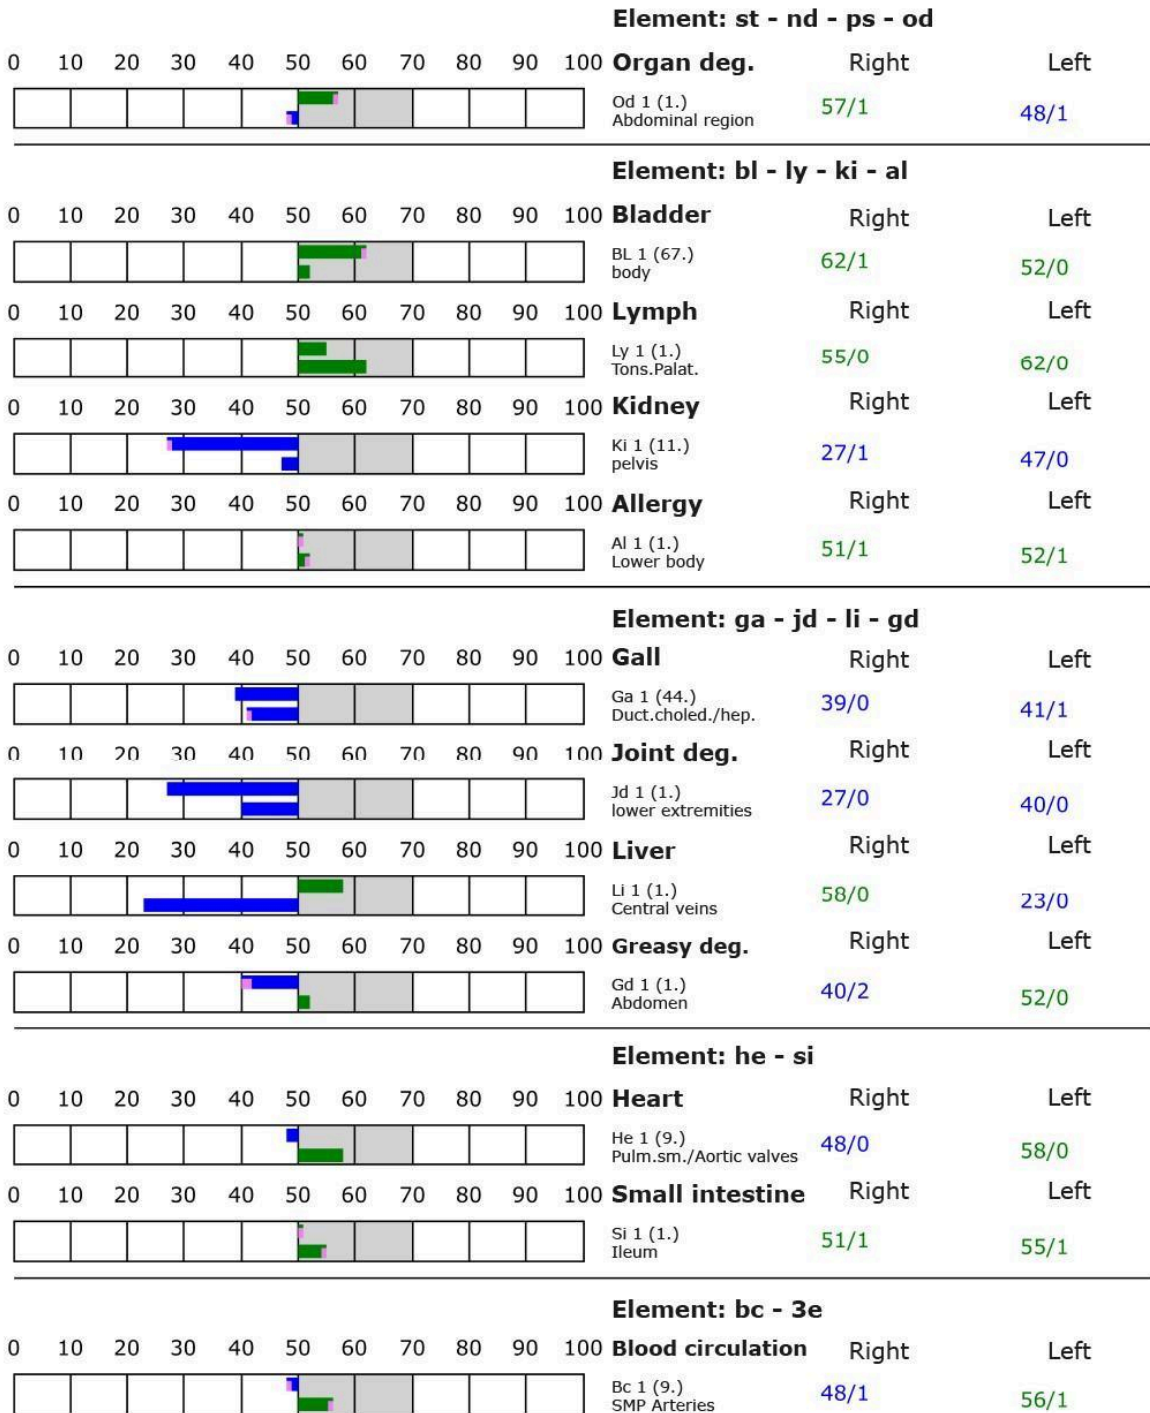 Element: st - nd - ps - od
0 10 20 30 40 50 60 70 80 90 100 Organ deg. Right Left
Od 1 (1.) 57/1 48/1
Abdominal region
Element: bl - ly - ki - al
0 10 20 30 40 50 60 70 80 90 100 Bladder Right Left
BL 1 (67.) 62/1 52/0
body
0 10 20 30 40 50 60 70 80 90 100 Lymph Right Left
Ly 1 (1.) 55/0 62/0
Tons.Palat.
0 10 20 30 40 50 60 70 80 90 100 Kidney Right Left
Ki 1 (11.) 27/1 47/0
pelvis
0 10 20 30 40 50 60 70 80 90 100 Allergy Right Left
Al 1 (1.) 51/1 52/1
Lower body
Element: ga - jd - li - gd
0 10 20 30 40 50 60 70 80 90 100 Gall Right Left
Ga 1 (44.) 39/0 41/1
Duct.choled./hep.
0 10 20 30 40 50 60 70 80 90 100 Joint deg. Right Left
Jd 1 (1.) 27/0 40/0
lower extremities
0 10 20 30 40 50 60 70 80 90 100 Liver Right Left
Li 1 (1.) 58/0 23/0
Central veins
0 10 20 30 40 50 60 70 80 90 100 Greasy deg. Right Left
Gd 1 (1.) 40/2 52/0
Abdomen
Element: he - si
0 10 20 30 40 50 60 70 80 90 100 Heart Right Left
He 1 (9.) 48/0 58/0
Pulm.sm./Aortic valves
0 10 20 30 40 50 60 70 80 90 100 Small intestine Right Left
Si 1 (1.) 51/1 55/1
Ileum
Element: bc - 3e
0 10 20 30 40 50 60 70 80 90 100 Blood circulation Right Left
Bc 1 (9.) 48/1 56/1
SMP Arteries